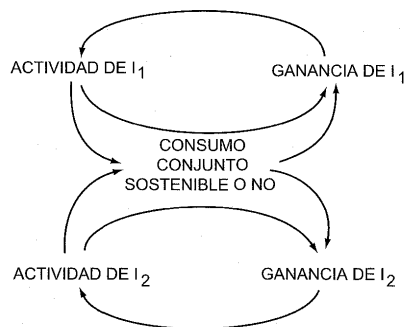 ACTIVIDAD DE I1
GANANCIA DE I1
CONSUMO
CONJUNTO
SOSTENIBLE O NO
ACTIVIDAD DE I2
GANANCIA DE I2